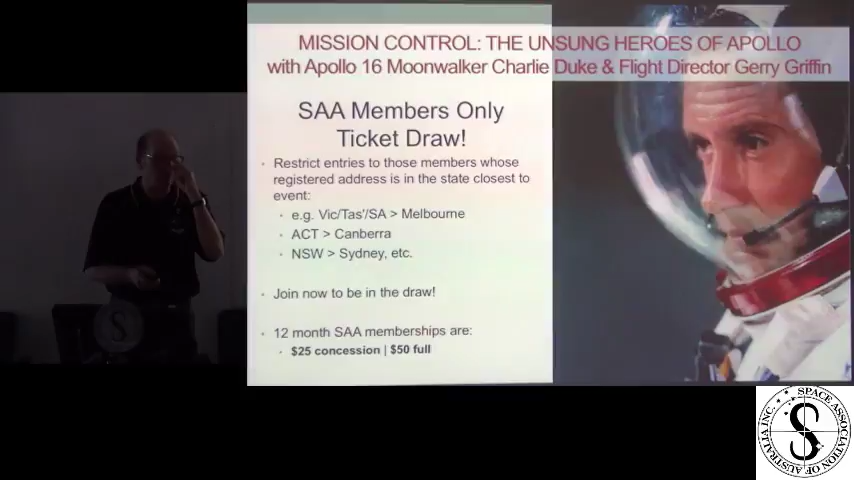 MISSION CONTROL: THE UNSUNG HEROES OF APOLLO
with Apollo 16 Moonwalker Charlie Duke & Flight Director Gerry Griffin
SAA Members Only
Ticket Draw!
Restrict entries to those members whose
registered address is in the state closest to
event:
e.g. Vic/Tas'/SA > Melbourne
ACT > Canberra
NSW > Sydney, etc.
Join now to be in the draw!
12 month SAA memberships are:
$25 concession | $50 full
SPACE ASSOCIATION
OF AUSTRALIA INC.
S